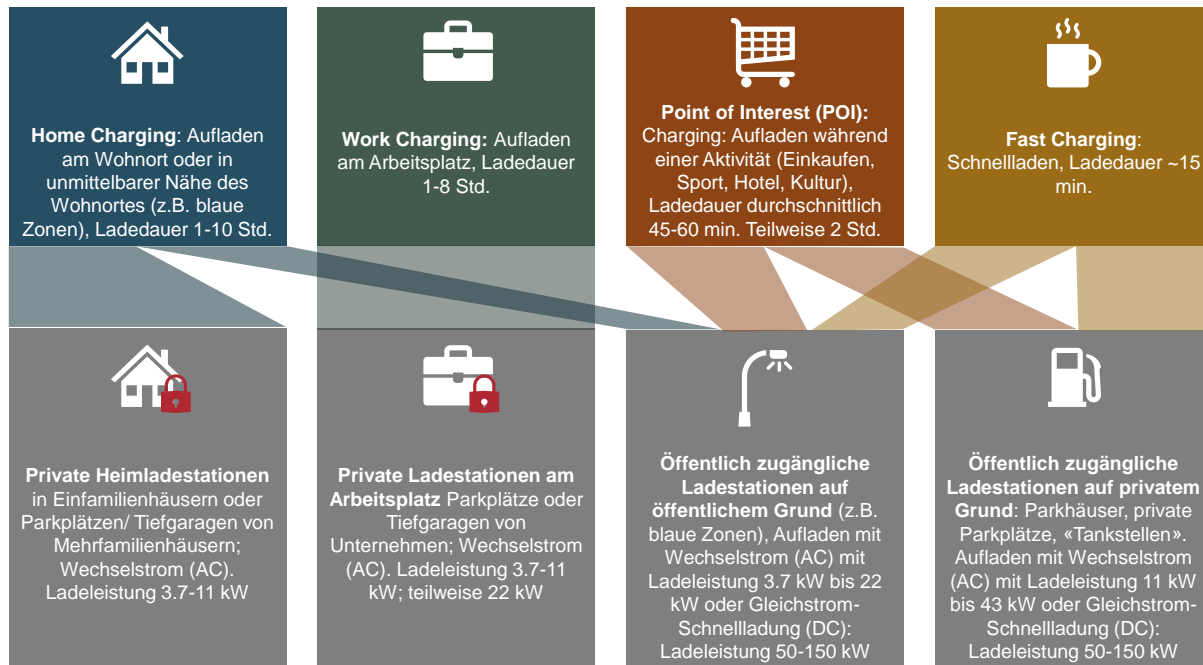 Home Charging: Aufladen
am Wohnort oder in
unmittelbarer Nähe des
Wohnortes (z.B. blaue
Zonen), Ladedauer 1-10 Std.
Work Charging: Aufladen
am Arbeitsplatz, Ladedauer
1-8 Std.
Point of Interest (POI):
Charging: Aufladen während
einer Aktivität (Einkaufen,
Sport, Hotel, Kultur),
Ladedauer durchschnittlich
45-60 min. Teilweise 2 Std.
Fast Charging:
Schnellladen, Ladedauer ~15
min.
Private Heimladestationen
in Einfamilienhäusern oder
Parkplätzen/ Tiefgaragen von
Mehrfamilienhäusern;
Wechselstrom (AC).
Ladeleistung 3.7-11 kW
Private Ladestationen am
Arbeitsplatz Parkplätze oder
Tiefgaragen von
Unternehmen; Wechselstrom
(AC). Ladeleistung 3.7-11
kW; teilweise 22 kW
Öffentlich zugängliche
Ladestationen auf
öffentlichem Grund (z.B.
blaue Zonen), Aufladen mit
Wechselstrom (AC) mit
Ladeleistung 3.7 kW bis 22
kW oder Gleichstrom-
Schnellladung (DC):
Ladeleistung 50-150 kW
Öffentlich zugängliche
Ladestationen auf privatem
Grund: Parkhäuser, private
Parkplätze, «Tankstellen».
Aufladen mit Wechselstrom
(AC) mit Ladeleistung 11 kW
bis 43 kW oder Gleichstrom-
Schnellladung (DC):
Ladeleistung 50-150 kW